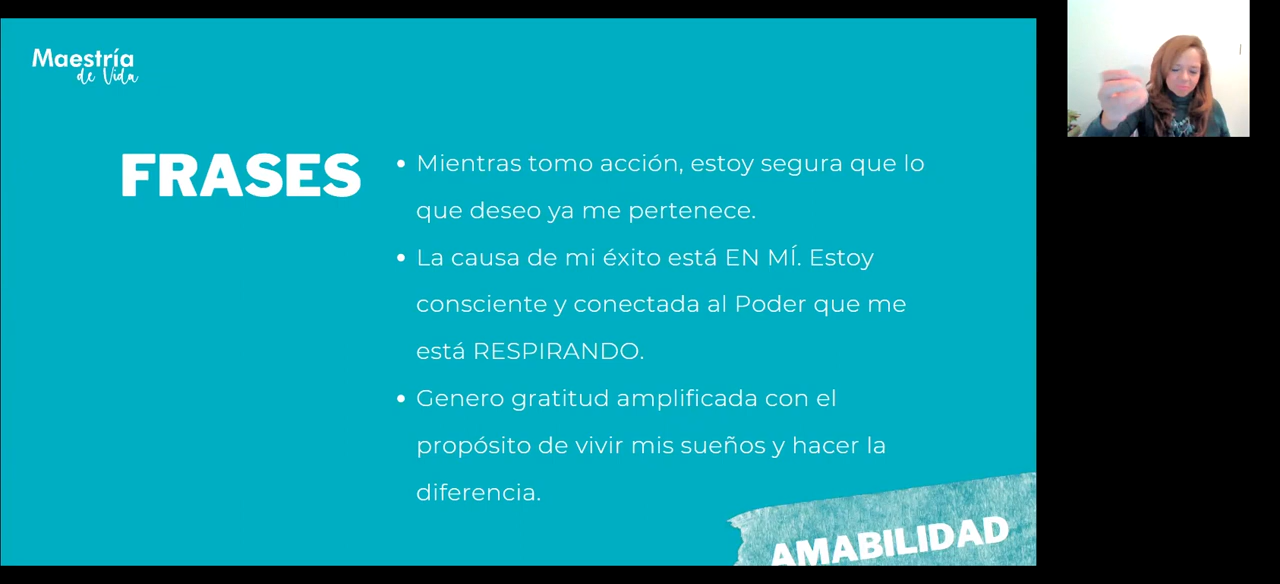 Maestría
de Vida
FRASES
• Mientras tomo acción, estoy segura que lo
que deseo ya me pertenece.
• La causa de mi éxito está EN MÍ. Estoy
consciente y conectada al Poder que me
está RESPIRANDO.
• Genero gratitud amplificada con el
propósito de vivir mis sueños y hacer la
diferencia.
AMABILIDAD